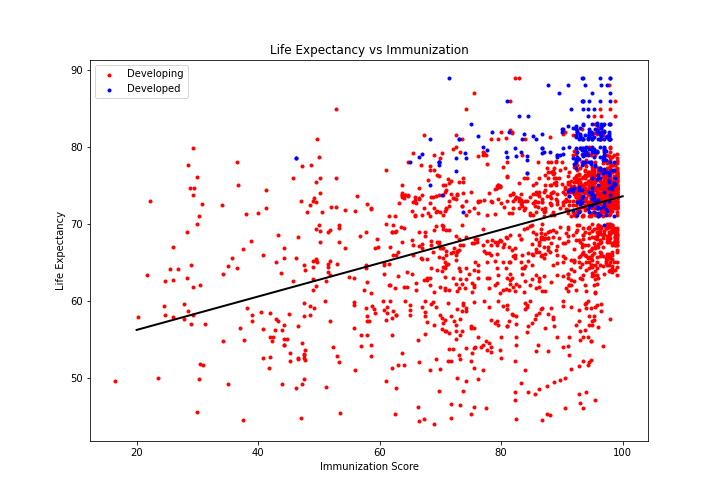 Life Expectancy vs Immunization
Developing
Developed
90
80
70
60
50
Life Expectancy
20
40
60
80
100
Immunization Score